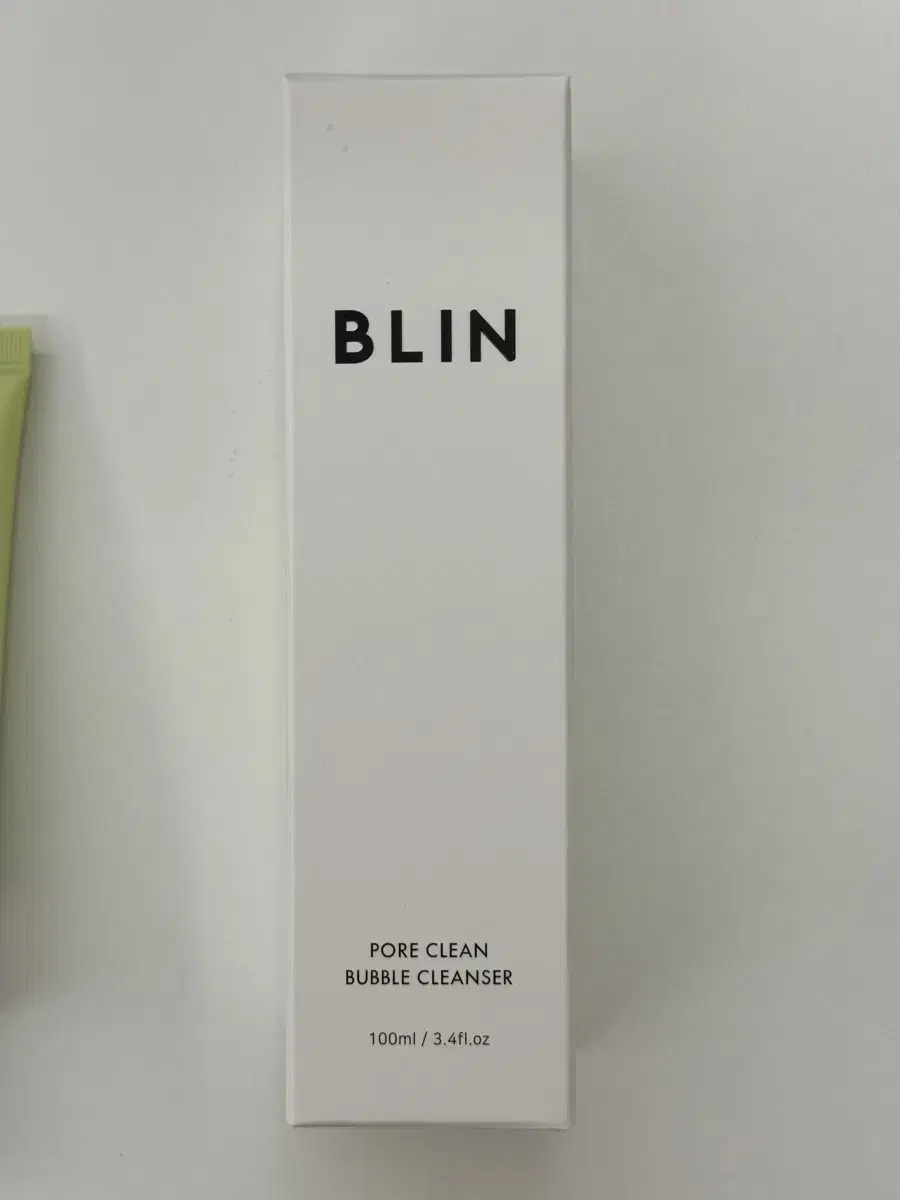 BLIN
PORE CLEAN
BUBBLE CLEANSER
100ml / 3.4fl.oz